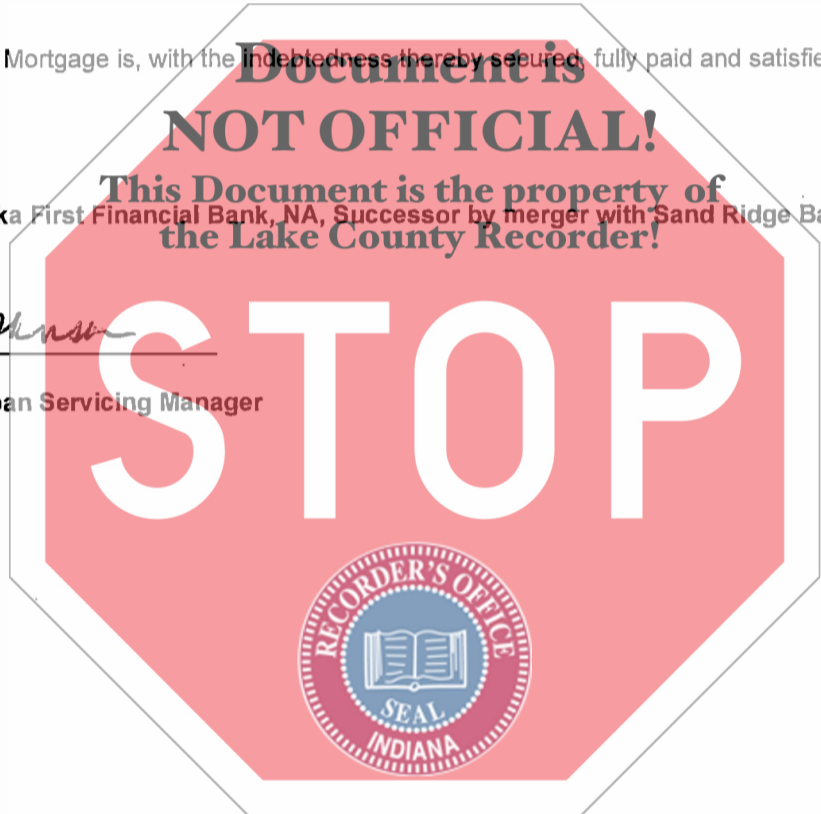 Mortgage is, with the indebtedness thereby secured, fully paid and satisfie
Document is
NOT OFFICIAL!
This Document is the property of
ka First Financial Bank, NA, Successor by merger with Sand Ridge Ba
the Lake County Recorder!
an Servicing Manager
STOP
RECORDER'S OFFICE
SEAL
INDIANA